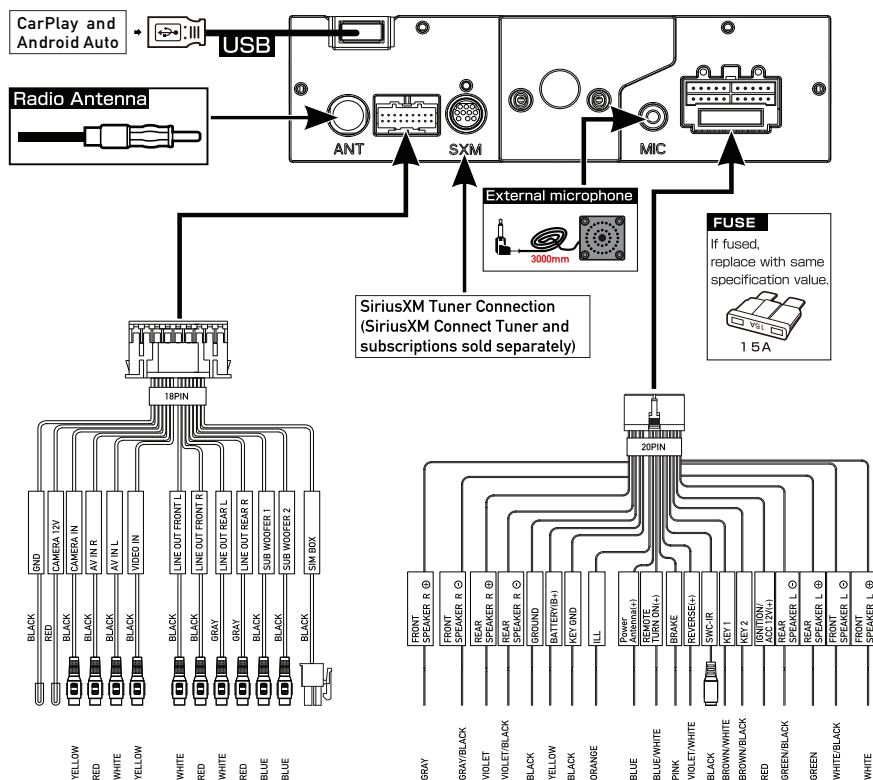 CarPlay and
Android Auto
USB
Radio Antenna
ANT
SXM
MIC
External microphone
3000mm
FUSE
If fused,
replace with same
specification value.
15A
15A
SiriusXM Tuner Connection
(SiriusXM Connect Tuner and
subscriptions sold separately)
18PIN
GND
CAMERA 12V
CAMERA IN
AV IN R
AV IN L
VIDEO IN
LINE OUT FRONT L
LINE OUT FRONT R
LINE OUT REAR L
LINE OUT REAR R
SUB WOOFER 1
SUB WOOFER 2
SIM BOX
BLACK
RED
BLACK
BLACK
BLACK
BLACK
BLACK
BLACK
GRAY
GRAY
BLACK
BLACK
BLACK
YELLOW
RED
WHITE
YELLOW
WHITE
RED
WHITE
RED
BLUE
BLUE
20PIN
FRONT
SPEAKER R ⊕
FRONT
SPEAKER R ⊖
REAR
SPEAKER R ⊕
REAR
SPEAKER R ⊖
GROUND
BATTERY(B+)
KEY GND
ILL
Power
Antenna(+)
REMOTE
TURN ON(+)
BRAKE
REVERSE(+)
SWC-IR
KEY 1
KEY 2
IGNITION/
ACC 12V(+)
REAR
SPEAKER L ⊖
REAR
SPEAKER L ⊕
FRONT
SPEAKER L ⊖
FRONT
SPEAKER L ⊕
GRAY
GRAY/BLACK
VIOLET
VIOLET/BLACK
BLACK
YELLOW
BLACK
ORANGE
BLUE
BLUE/WHITE
PINK
VIOLET/WHITE
BLACK
BROWN/WHITE
BROWN/BLACK
RED
GREEN/BLACK
GREEN
WHITE/BLACK
WHITE